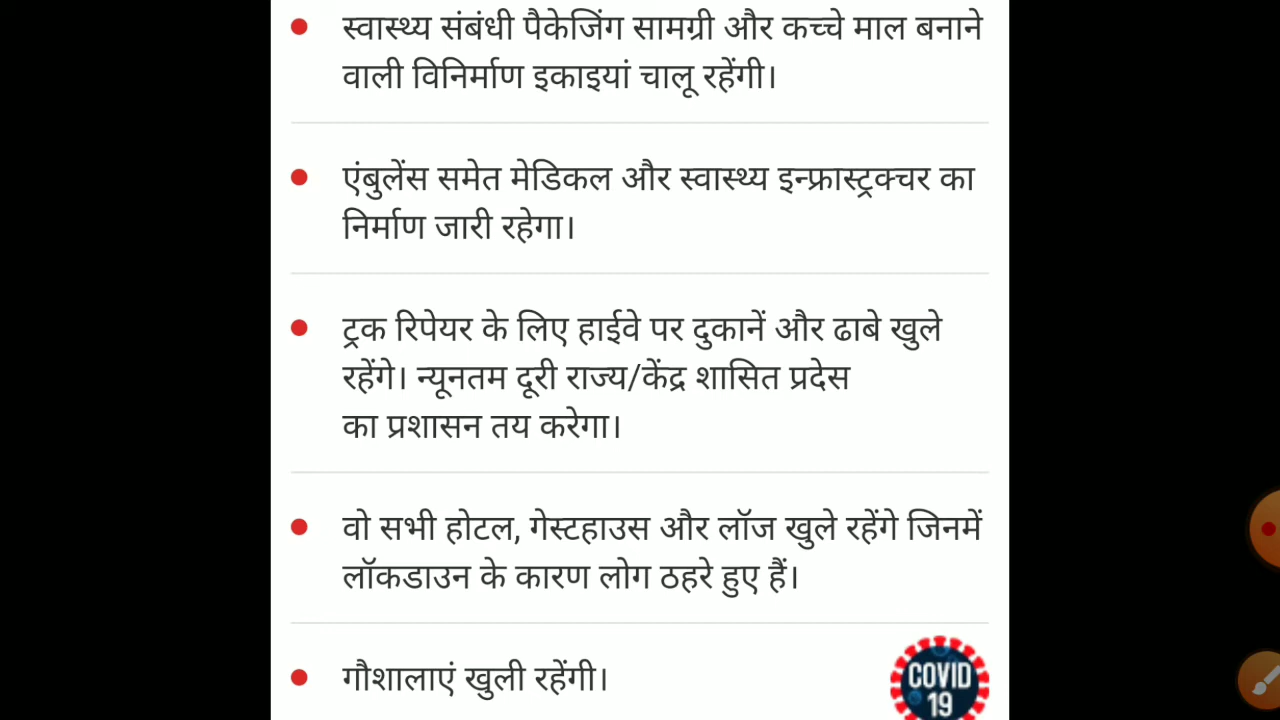 स्वास्थ्य संबंधी पैकेजिंग सामग्री और कच्चे माल बनाने
वाली विनिर्माण इकाइयां चालू रहेंगी।
एंबुलेंस समेत मेडिकल और स्वास्थ्य इन्फ्रास्ट्रक्चर का
निर्माण जारी रहेगा।
ट्रक रिपेयर के लिए हाईवे पर दुकानें और ढाबे खुले
रहेंगे। न्यूनतम दूरी राज्य/केंद्र शासित प्रदेस
का प्रशासन तय करेगा।
वो सभी होटल, गेस्टहाउस और लॉज खुले रहेंगे जिनमें
लॉकडाउन के कारण लोग ठहरे हुए हैं।
गौशालाएं खुली रहेंगी।
COVID
19